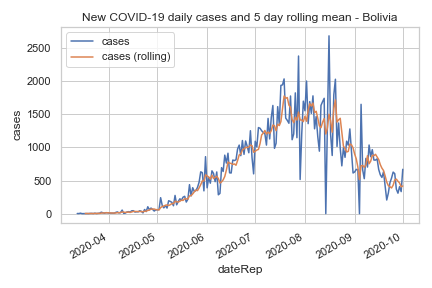 New COVID-19 daily cases and 5 day rolling mean - Bolivia
cases
cases (rolling)
2500
2000
1500
1000
500
0
cases
2020-04
2020-05
2020-06
2020-07
2020-08
2020-09
2020-10
dateRep